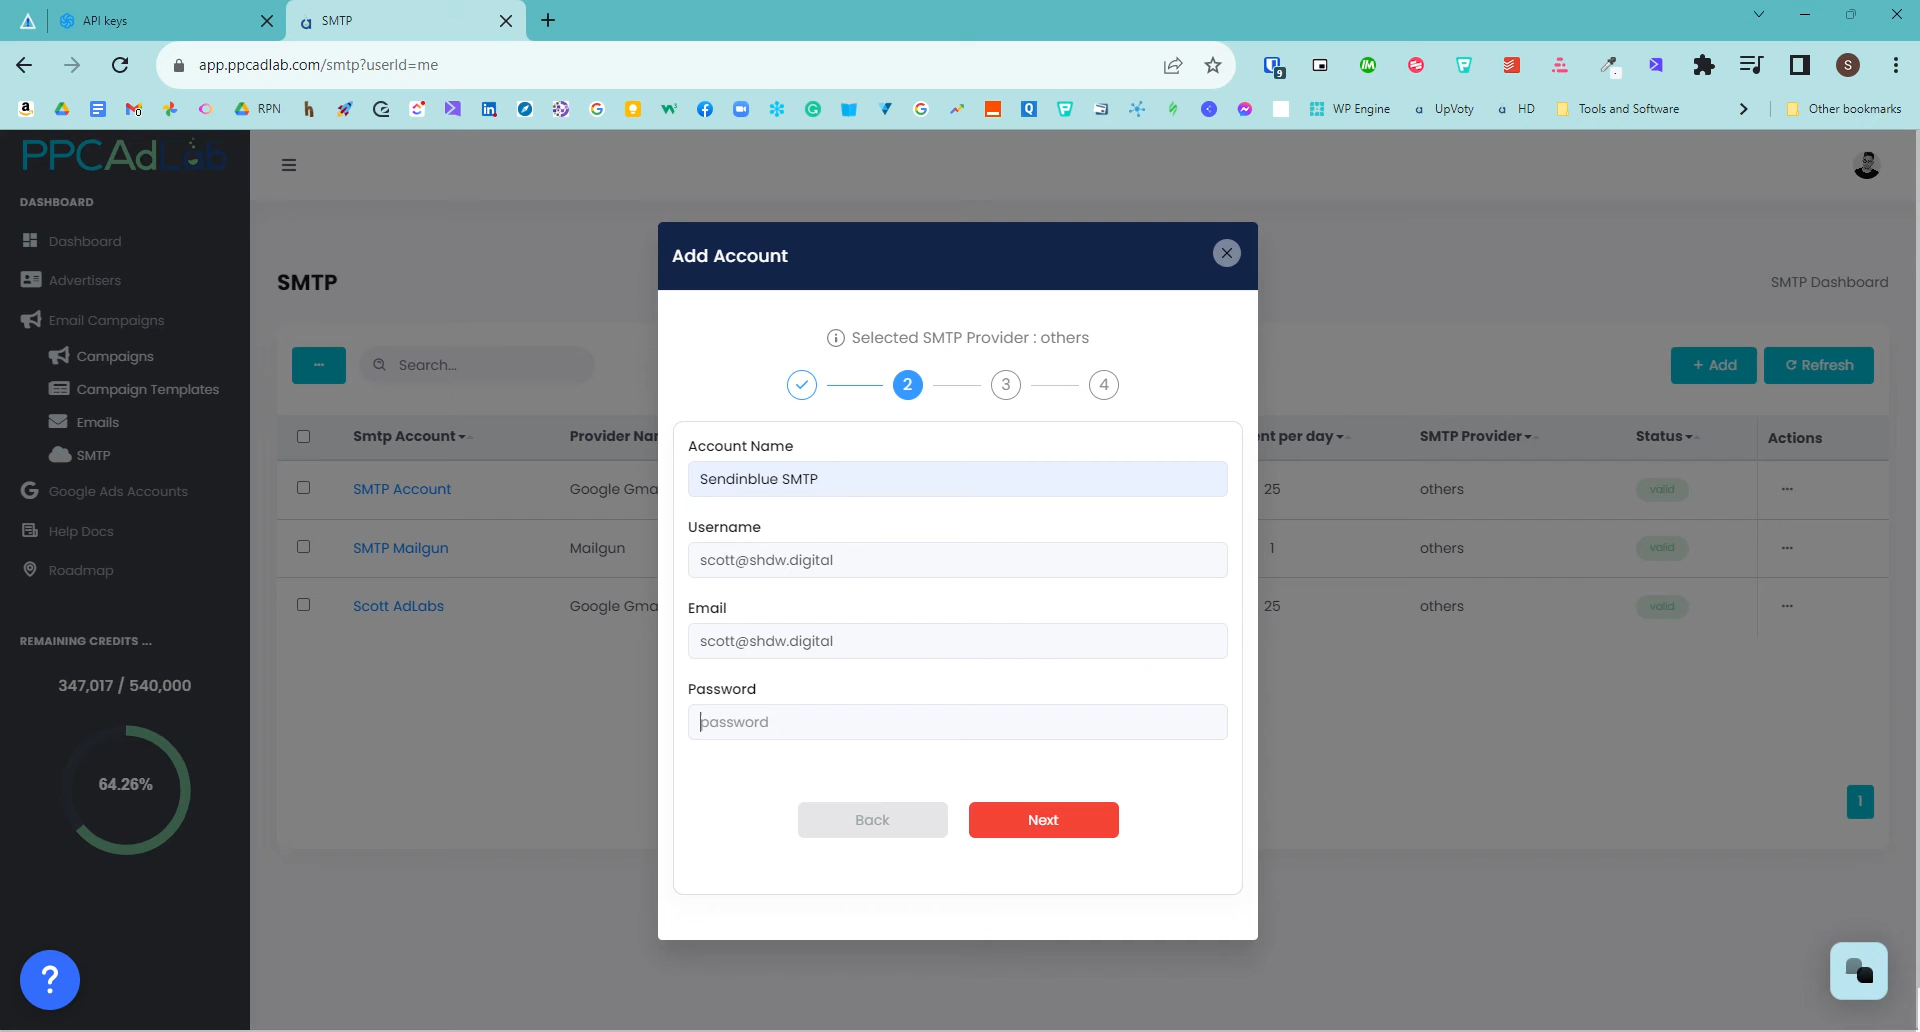 API keys
SMTP
app.ppcadlab.com/smtp?userId=me
9
RPN
WP Engine
UpVoty
HD
Tools and Software
Other bookmarks
S
PPCAdLab
DASHBOARD
Dashboard
Advertisers
Email Campaigns
Campaigns
Campaign Templates
Emails
SMTP
Google Ads Accounts
Help Docs
Roadmap
REMAINING CREDITS ...
347,017 / 540,000
64.26%
?
SMTP
SMTP Dashboard
...
Search...
+ Add
Refresh
Smtp Account
Provider Nar
nt per day
SMTP Provider
Status
Actions
SMTP Account
Google Gma
25
others
valid
...
SMTP Mailgun
Mailgun
1
others
valid
...
Scott AdLabs
Google Gma
25
others
valid
...
1
Add Account
Selected SMTP Provider : others
2
3
4
Account Name
Sendinblue SMTP
Username
scott@shdw.digital
Email
scott@shdw.digital
Password
password
Back
Next